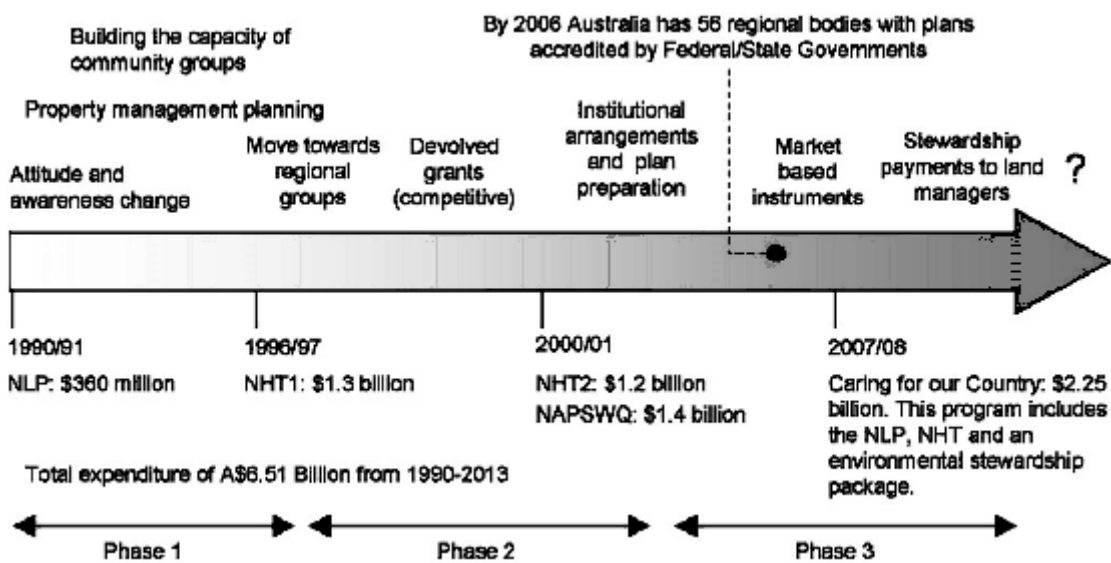 Building the capacity of
community groups
By 2006 Australia has 56 regional bodies with plans
accredited by Federal/State Governments
Property management planning
Attitude and
awareness change
Move towards
regional
groups
Devolved
grants
(competitive)
Institutional
arrangements
and plan
preparation
Market
based
instruments
Stewardship
payments to land
managers
?
1990/91
NLP: $360 million
1996/97
NHT1: $1.3 billion
2000/01
NHT2: $1.2 billion
NAPSWQ: $1.4 billion
2007/08
Caring for our Country: $2.25
billion. This program includes
the NLP, NHT and an
environmental stewardship
package.
Total expenditure of A$6.51 Billion from 1990-2013
Phase 1
Phase 2
Phase 3